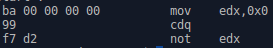 ba 00 00 00 00 mov edx,0x0
99 cdq
f7 d2 not edx